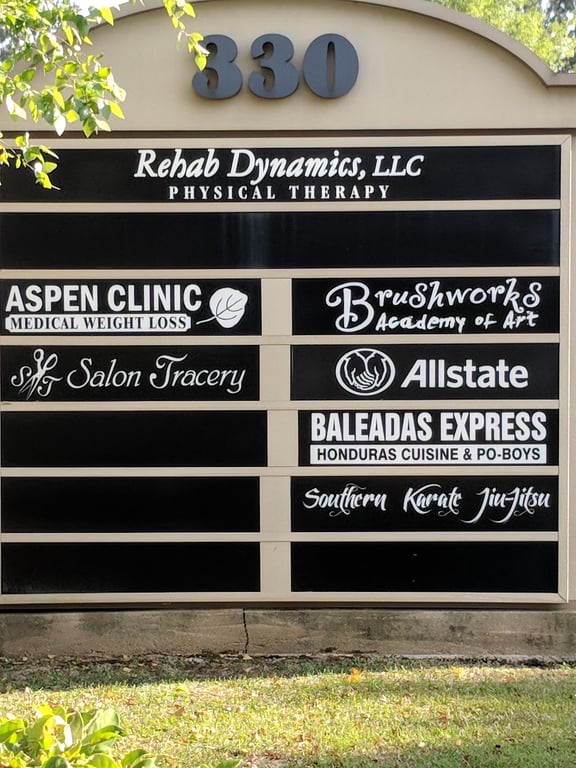 330
Rehab Dynamics, LLC
PHYSICAL THERAPY
ASPEN CLINIC
MEDICAL WEIGHT LOSS
Brushworks
Academy of Art
ST Salon Tracery
Allstate
BALEADAS EXPRESS
HONDURAS CUISINE & PO-BOYS
Southern Karate Jiu-Jitsu